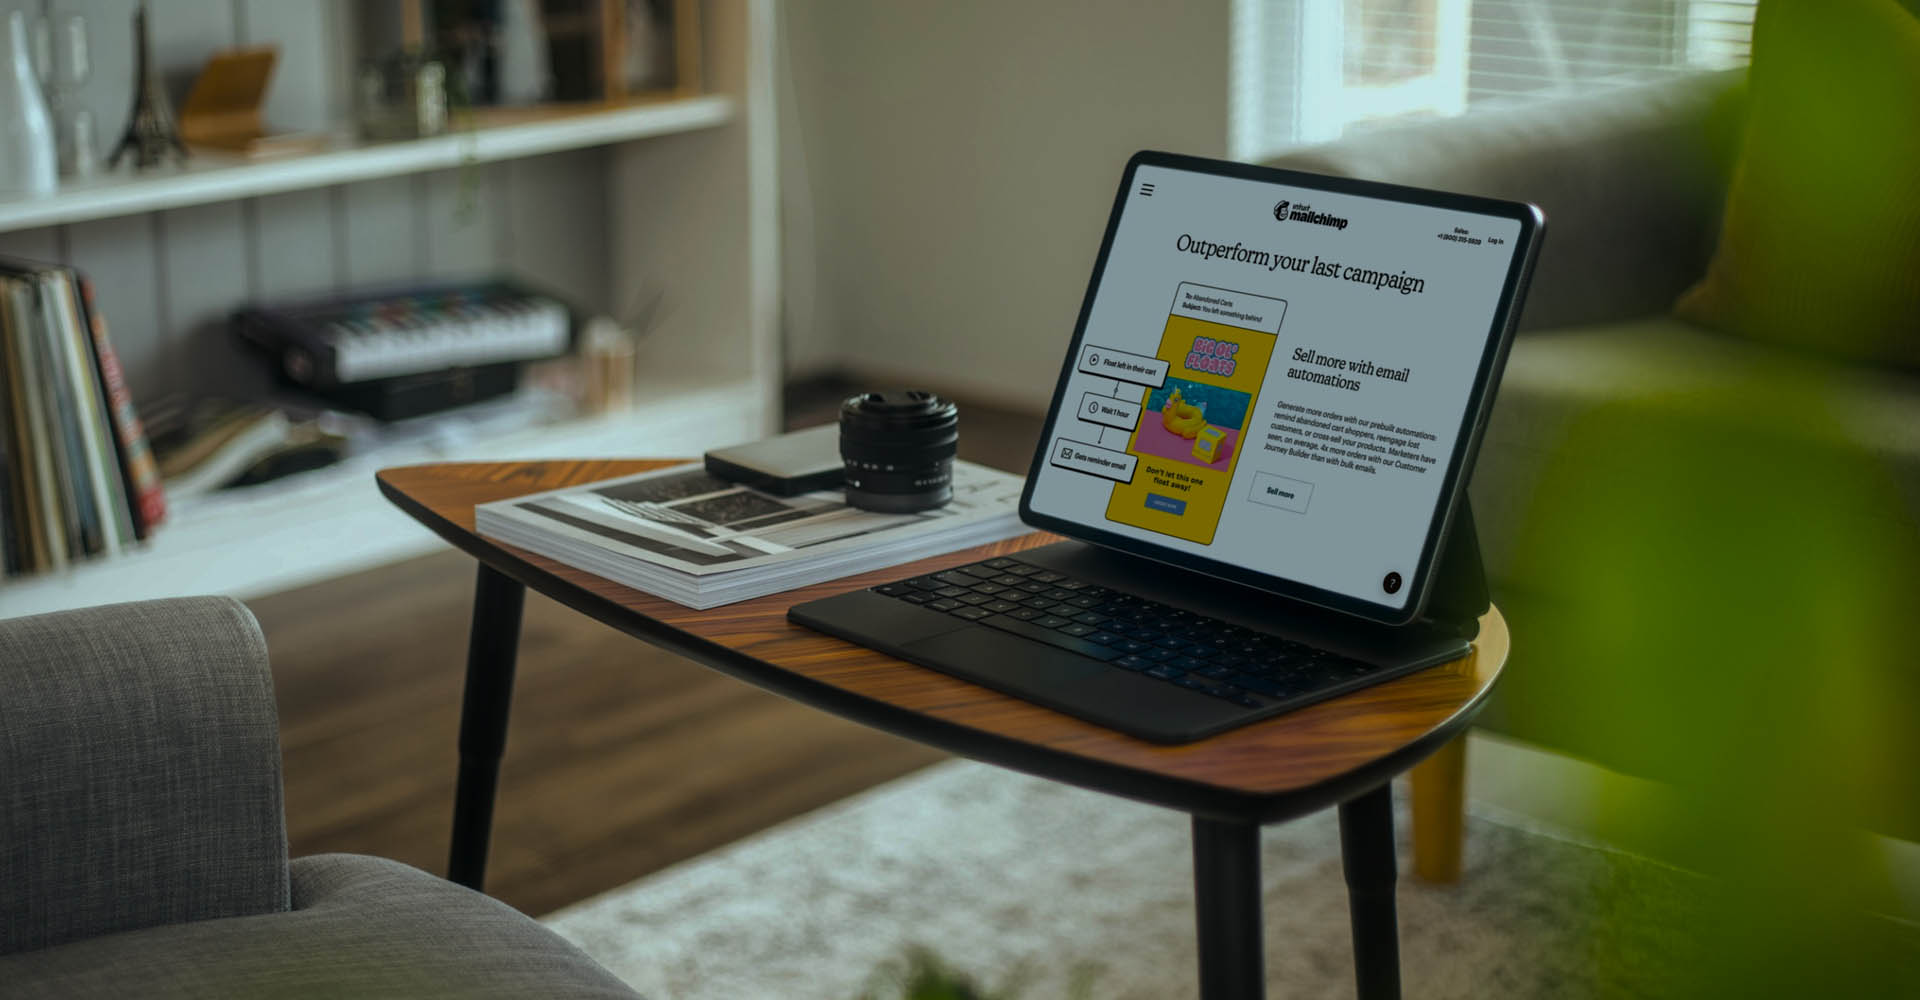 intuit
mailchimp
Sales:
+1 (800) 315-5939
Log In
Outperform your last campaign
To: Abandoned Carts
Subject: You left something behind
BIG OL'
FLOATS
Float left in their cart
Wait 1 hour
Gets reminder email
Don't let this one
float away!
Sell more with email
automations
Generate more orders with our prebuilt automations:
remind abandoned cart shoppers, reengage lost
customers, or cross-sell your products. Marketers have
seen, on average, 4x more orders with our Customer
Journey Builder than with bulk emails.
Sell more
?